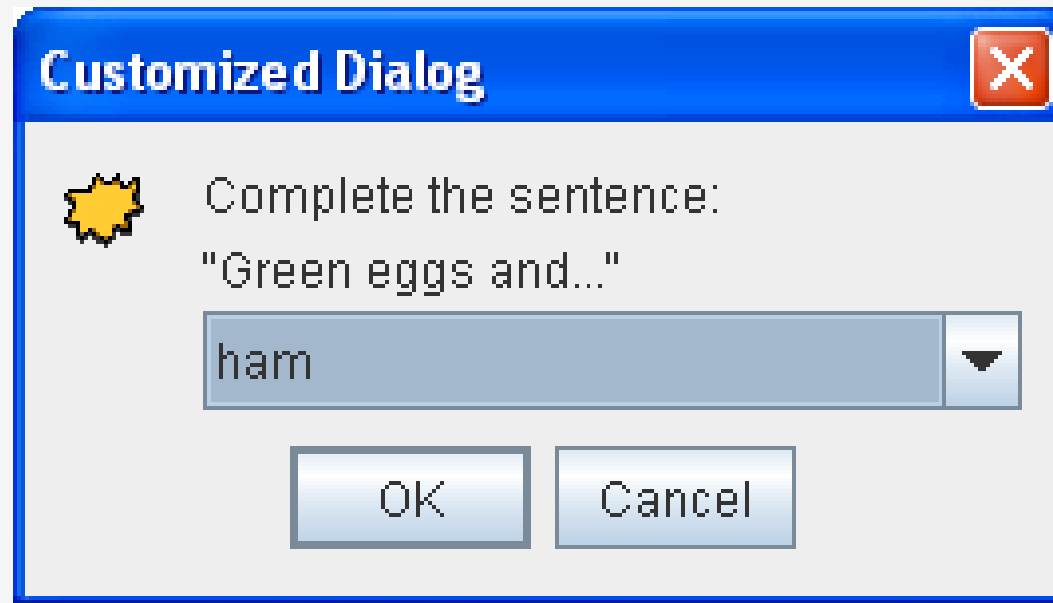 Customized Dialog
Complete the sentence:
"Green eggs and..."
ham
OK Cancel